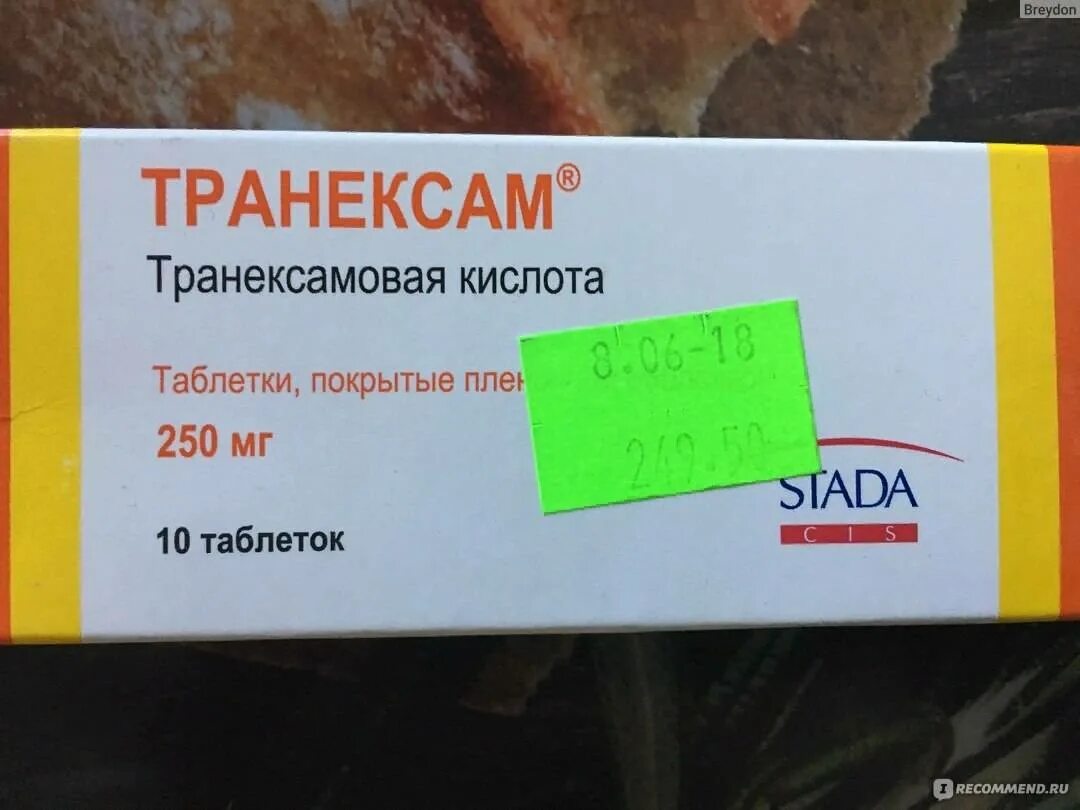 Breydon
ТРАНЕКСАМ®
Транексамовая кислота
8.06-18
Таблетки, покрытые плен
250 мг
249.50
STADA
CIS
10 таблеток
IRECOMMEND.RU